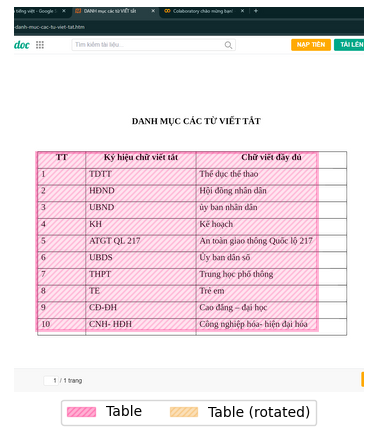 tiếng việt - Google
DANH mục các từ VIẾT tắt
Colaboratory chào mừng bạn
danh-muc-cac-tu-viet-tat.htm
doc
Tìm kiếm tài liệu ...
NẠP TIỀN
TẢI LÊN
DANH MỤC CÁC TỪ VIẾT TẮT
TT Ký hiệu chữ viết tắt Chữ viết đầy đủ
1 TDTT Thể dục thể thao
2 HĐND Hội đồng nhân dân
3 UBND ủy ban nhân dân
4 KH Kế hoạch
5 ATGT QL 217 An toàn giao thông Quốc lộ 217
6 UBDS Ủy ban dân số
7 THPT Trung học phổ thông
8 TE Trẻ em
9 CĐ-ĐH Cao đẳng – đại học
10 CNH- HĐH Công nghiệp hóa- hiện đại hóa
1 / 1 trang
Table Table (rotated)